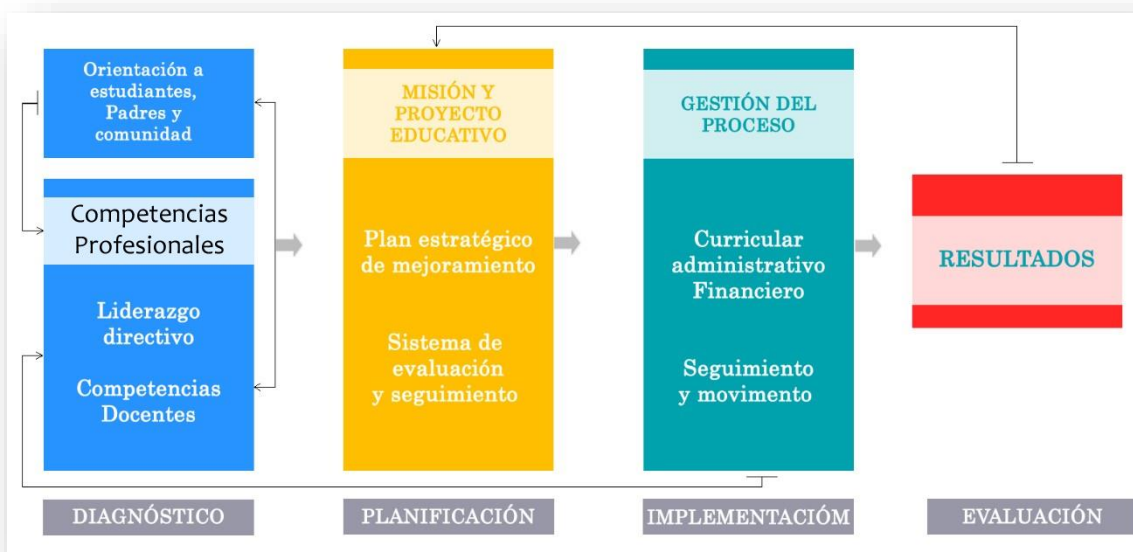 Orientación a
estudiantes,
Padres y
comunidad
Competencias
Profesionales
Liderazgo
directivo
Competencias
Docentes
DIAGNÓSTICO
MISIÓN Y
PROYECTO
EDUCATIVO
Plan estratégico
de mejoramiento
Sistema de
evaluación
y seguimiento
PLANIFICACIÓN
GESTIÓN DEL
PROCESO
Curricular
administrativo
Financiero
Seguimiento
y movimento
IMPLEMENTACIÓM
RESULTADOS
EVALUACIÓN